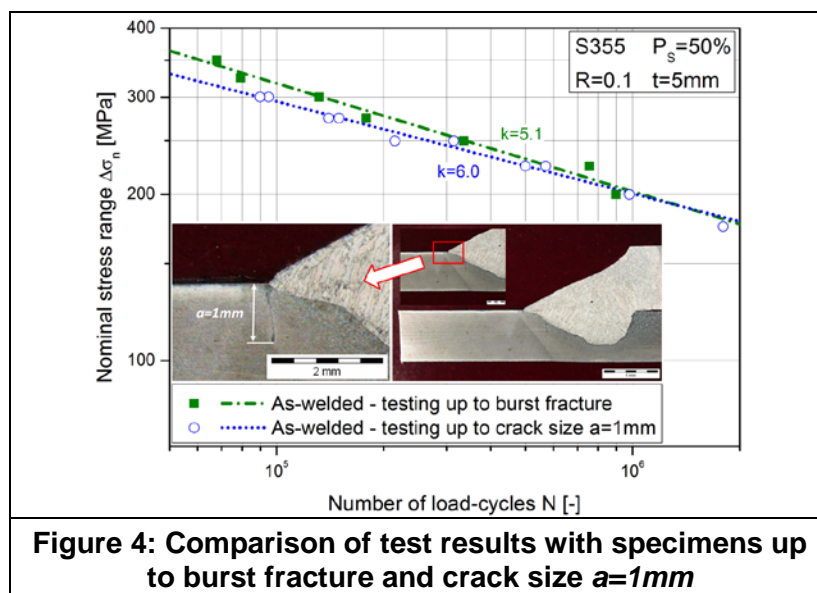 400
300
200
100
Nominal stress range Δσn [MPa]
S355 PS=50%
R=0.1 t=5mm
k=5.1
k=6.0
a=1mm
2 mm
As-welded - testing up to burst fracture
As-welded - testing up to crack size a=1mm
10^5 10^6
Number of load-cycles N [-]
Figure 4: Comparison of test results with specimens up
to burst fracture and crack size a=1mm